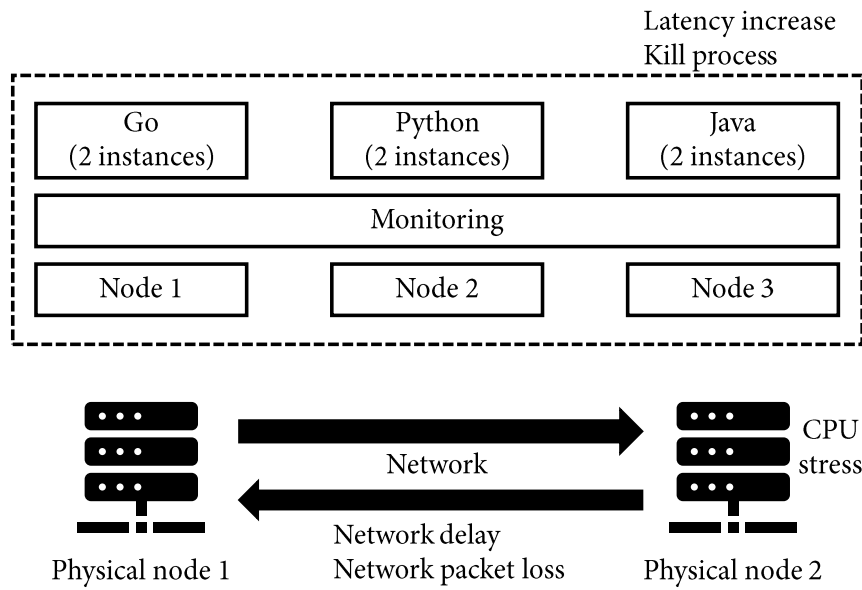 Latency increase
Kill process
Go
(2 instances)
Python
(2 instances)
Java
(2 instances)
Monitoring
Node 1
Node 2
Node 3
CPU
stress
Network
Network delay
Network packet loss
Physical node 1
Physical node 2